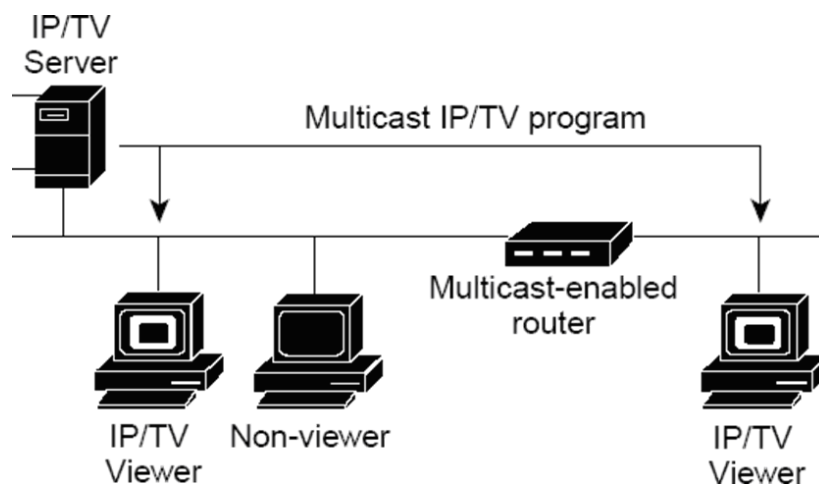 IP/TV
Server
Multicast IP/TV program
Multicast-enabled
router
IP/TV
Viewer
Non-viewer
IP/TV
Viewer